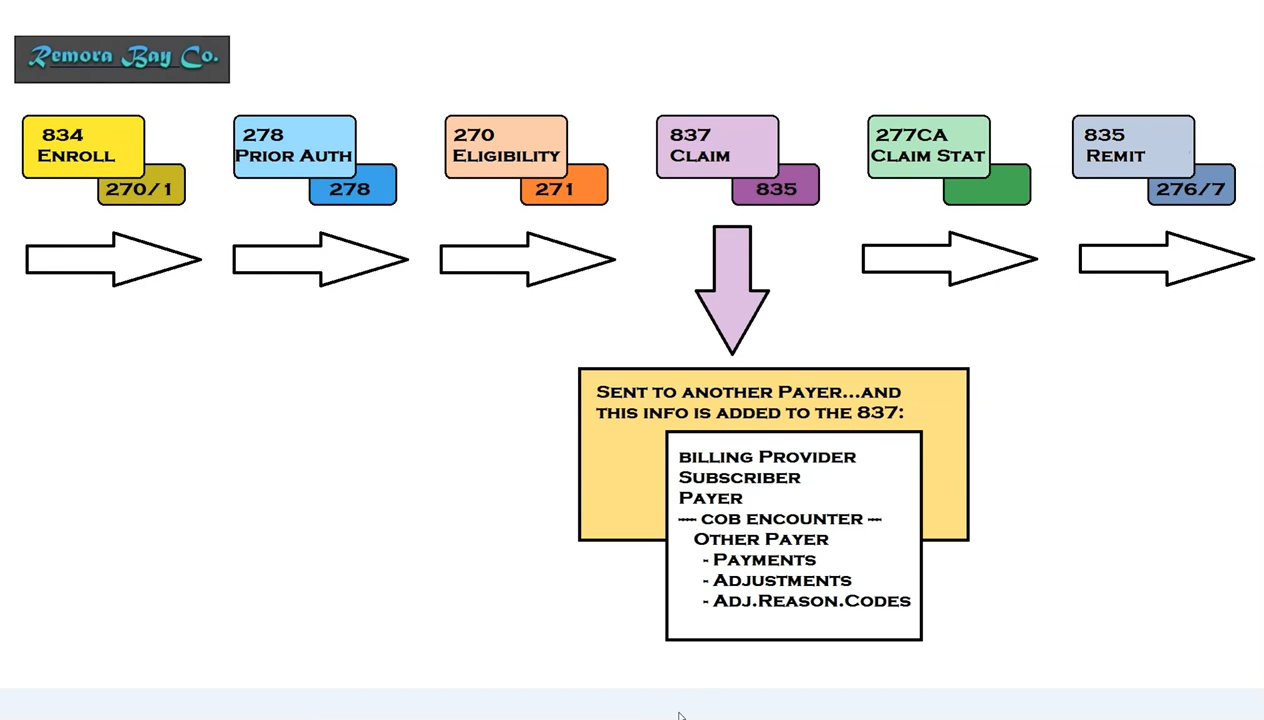 Remora Bay Co.
834
ENROLL
270/1
278
PRIOR AUTH
278
270
ELIGIBILITY
271
837
CLAIM
835
277CA
CLAIM STAT
835
REMIT
276/7
SENT TO ANOTHER PAYER...AND
THIS INFO IS ADDED TO THE 837:
BILLING PROVIDER
SUBSCRIBER
PAYER
--- COB ENCOUNTER ---
OTHER PAYER
- PAYMENTS
- ADJUSTMENTS
- ADJ.REASON.CODES